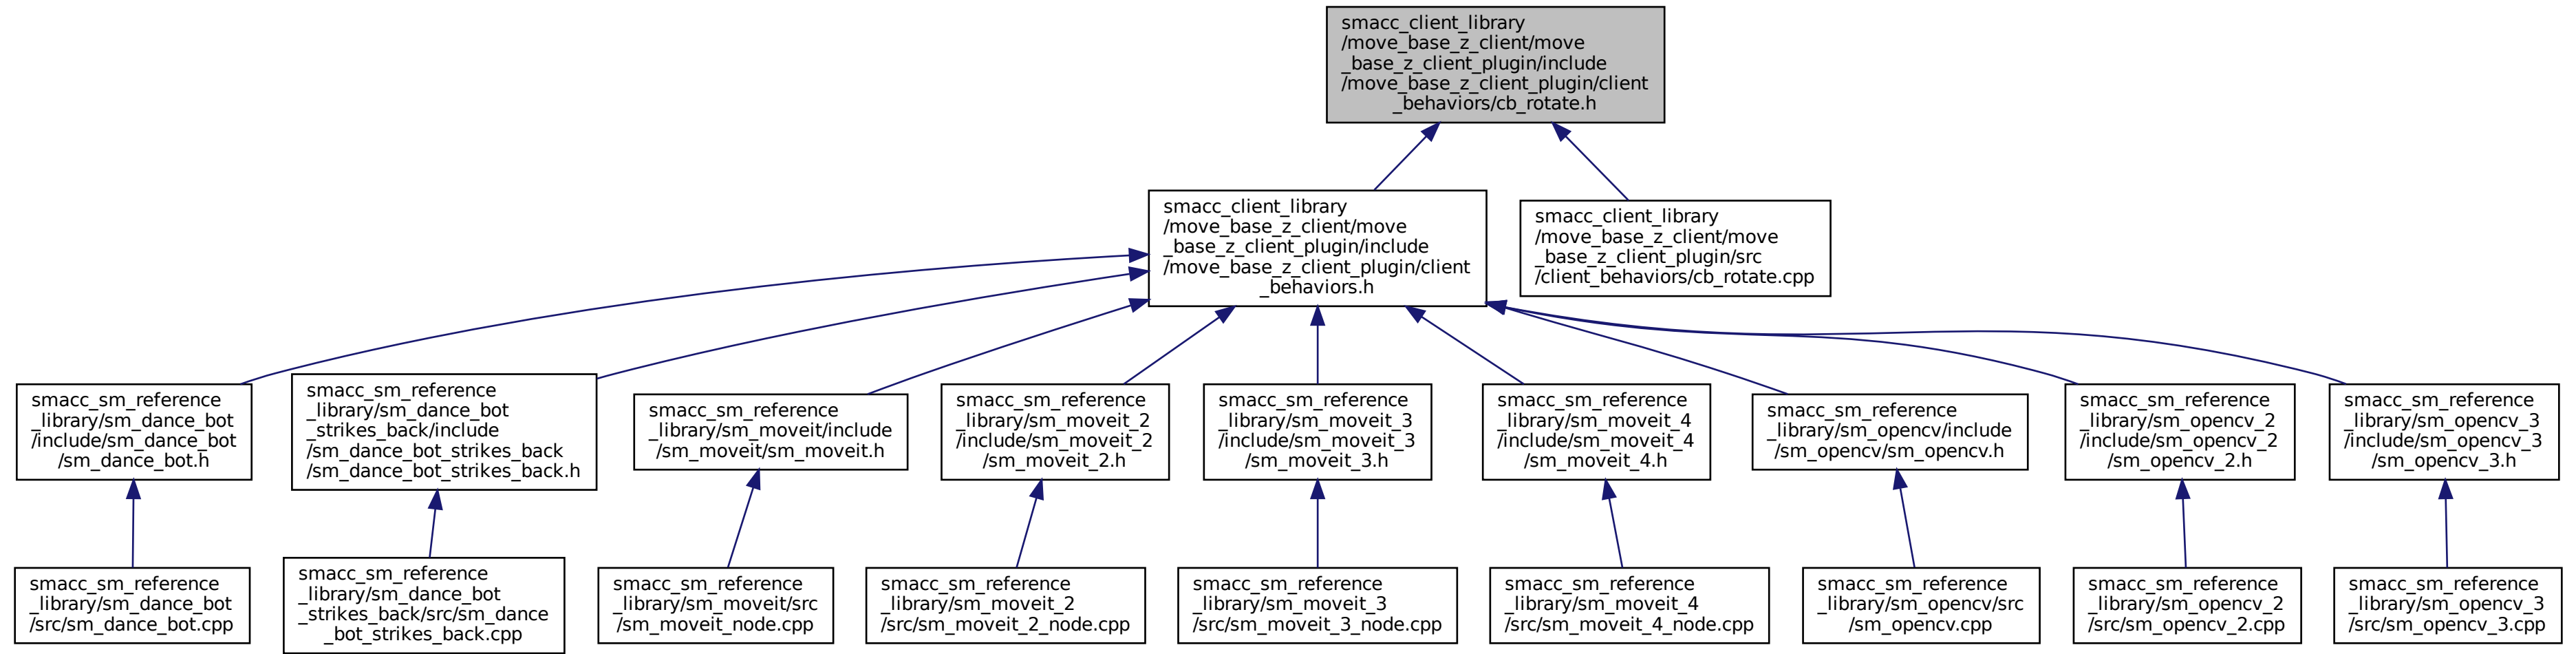 smacc_client_library
/move_base_z_client/move
_base_z_client_plugin/include
/move_base_z_client_plugin/client
_behaviors/cb_rotate.h
smacc_client_library
/move_base_z_client/move
_base_z_client_plugin/include
/move_base_z_client_plugin/client
_behaviors.h
smacc_client_library
/move_base_z_client/move
_base_z_client_plugin/src
/client_behaviors/cb_rotate.cpp
smacc_sm_reference
_library/sm_dance_bot
/include/sm_dance_bot
/sm_dance_bot.h
smacc_sm_reference
_library/sm_dance_bot
_strikes_back/include
/sm_dance_bot_strikes_back
/sm_dance_bot_strikes_back.h
smacc_sm_reference
_library/sm_moveit/include
/sm_moveit/sm_moveit.h
smacc_sm_reference
_library/sm_moveit_2
/include/sm_moveit_2
/sm_moveit_2.h
smacc_sm_reference
_library/sm_moveit_3
/include/sm_moveit_3
/sm_moveit_3.h
smacc_sm_reference
_library/sm_moveit_4
/include/sm_moveit_4
/sm_moveit_4.h
smacc_sm_reference
_library/sm_opencv/include
/sm_opencv/sm_opencv.h
smacc_sm_reference
_library/sm_opencv_2
/include/sm_opencv_2
/sm_opencv_2.h
smacc_sm_reference
_library/sm_opencv_3
/include/sm_opencv_3
/sm_opencv_3.h
smacc_sm_reference
_library/sm_dance_bot
/src/sm_dance_bot.cpp
smacc_sm_reference
_library/sm_dance_bot
_strikes_back/src/sm_dance
_bot_strikes_back.cpp
smacc_sm_reference
_library/sm_moveit/src
/sm_moveit_node.cpp
smacc_sm_reference
_library/sm_moveit_2
/src/sm_moveit_2_node.cpp
smacc_sm_reference
_library/sm_moveit_3
/src/sm_moveit_3_node.cpp
smacc_sm_reference
_library/sm_moveit_4
/src/sm_moveit_4_node.cpp
smacc_sm_reference
_library/sm_opencv/src
/sm_opencv.cpp
smacc_sm_reference
_library/sm_opencv_2
/src/sm_opencv_2.cpp
smacc_sm_reference
_library/sm_opencv_3
/src/sm_opencv_3.cpp